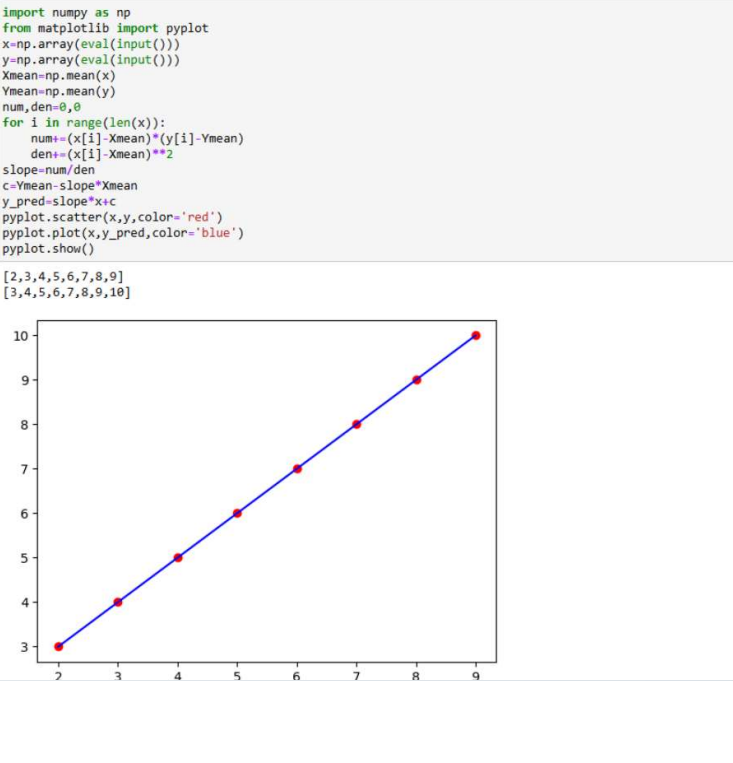 import numpy as np
from matplotlib import pyplot
x=np.array(eval(input()))
y=np.array(eval(input()))
Xmean=np.mean(x)
Ymean=np.mean(y)
num,den=0,0
for i in range(len(x)):
    num+=(x[i]-Xmean)*(y[i]-Ymean)
    den+=(x[i]-Xmean)**2
slope=num/den
c=Ymean-slope*Xmean
y_pred=slope*x+c
pyplot.scatter(x,y,color='red')
pyplot.plot(x,y_pred,color='blue')
pyplot.show()
[2,3,4,5,6,7,8,9]
[3,4,5,6,7,8,9,10]
10
9
8
7
6
5
4
3
2 3 4 5 6 7 8 9